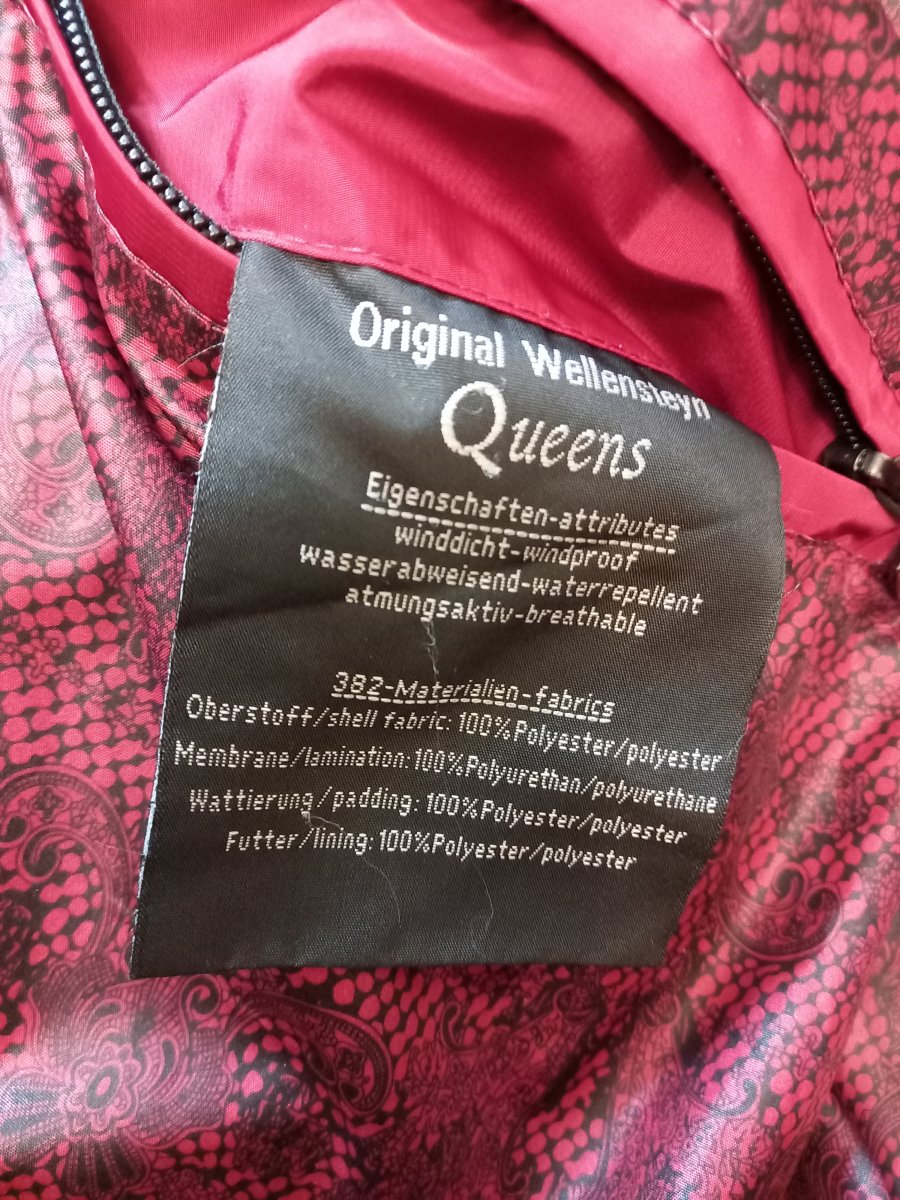 Original Wellensteyn
Queens
Eigenschaften-attributes
winddicht-windproof
wasserabweisend-waterrepellent
atmungsaktiv-breathable
382-Materialien-fabrics
Oberstoff/shell fabric: 100%Polyester/polyester
Membrane/lamination:100%Polyurethan/polyurethane
Wattierung/padding: 100%Polyester/polyester
Futter/lining:100%Polyester/polyester